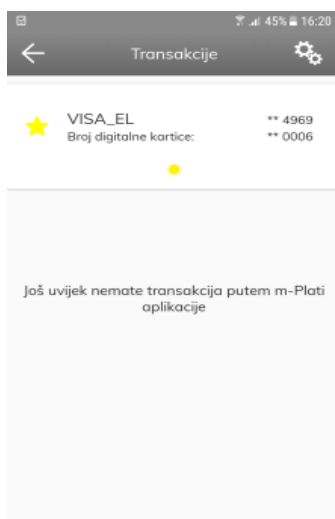 45% 16:20
Transakcije
VISA_EL ** 4969
Broj digitalne kartice: ** 0006
Još uvijek nemate transakcija putem m-Plati
aplikacije